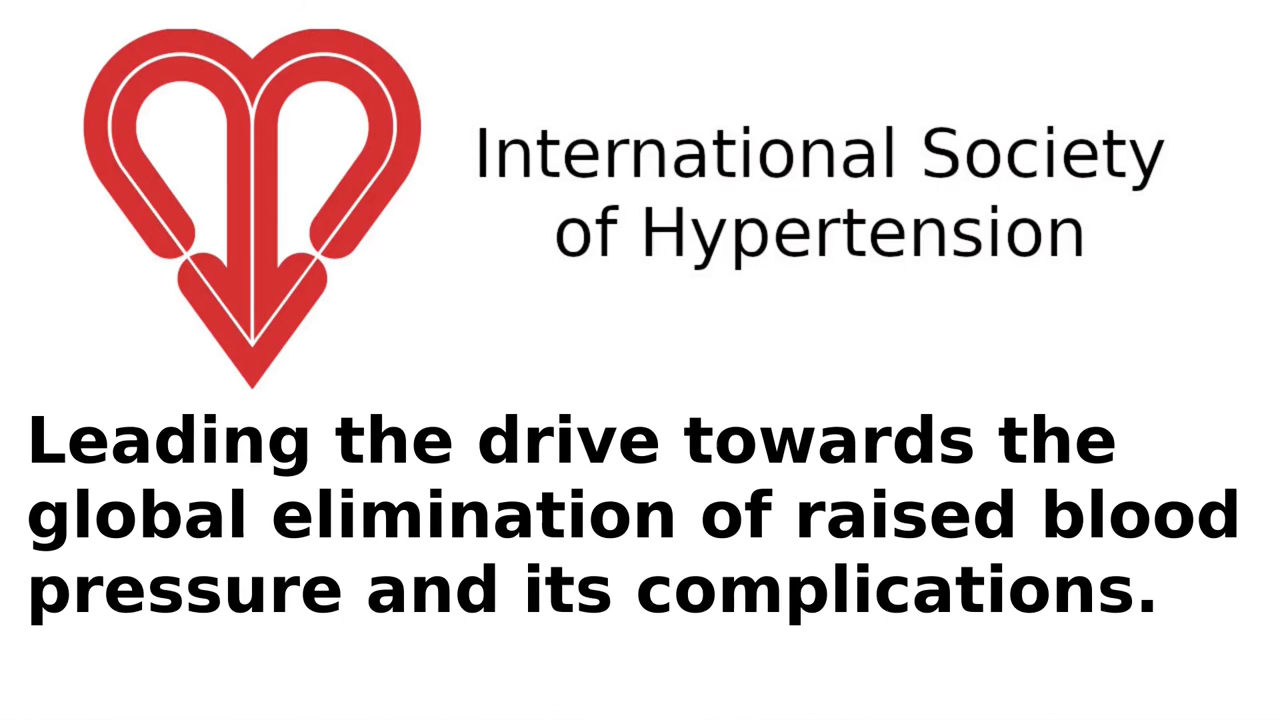 International Society
of Hypertension
Leading the drive towards the
global elimination of raised blood
pressure and its complications.